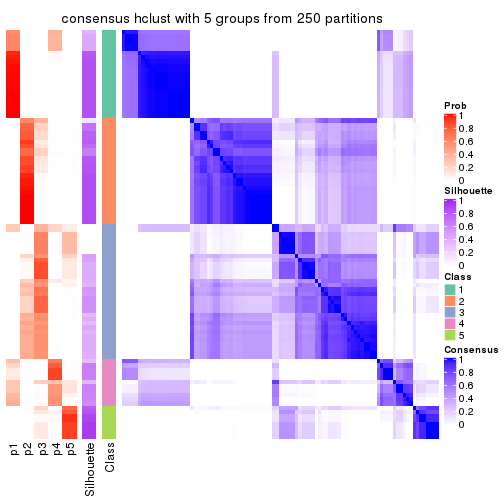 consensus hclust with 5 groups from 250 partitions
Prob
1
0.8
0.6
0.4
0.2
0
Silhouette
1
0.8
0.6
0.4
0.2
0
Class
1
2
3
4
5
Consensus
1
0.8
0.6
0.4
0.2
0
p1
p2
p3
p4
p5
Silhouette
Class